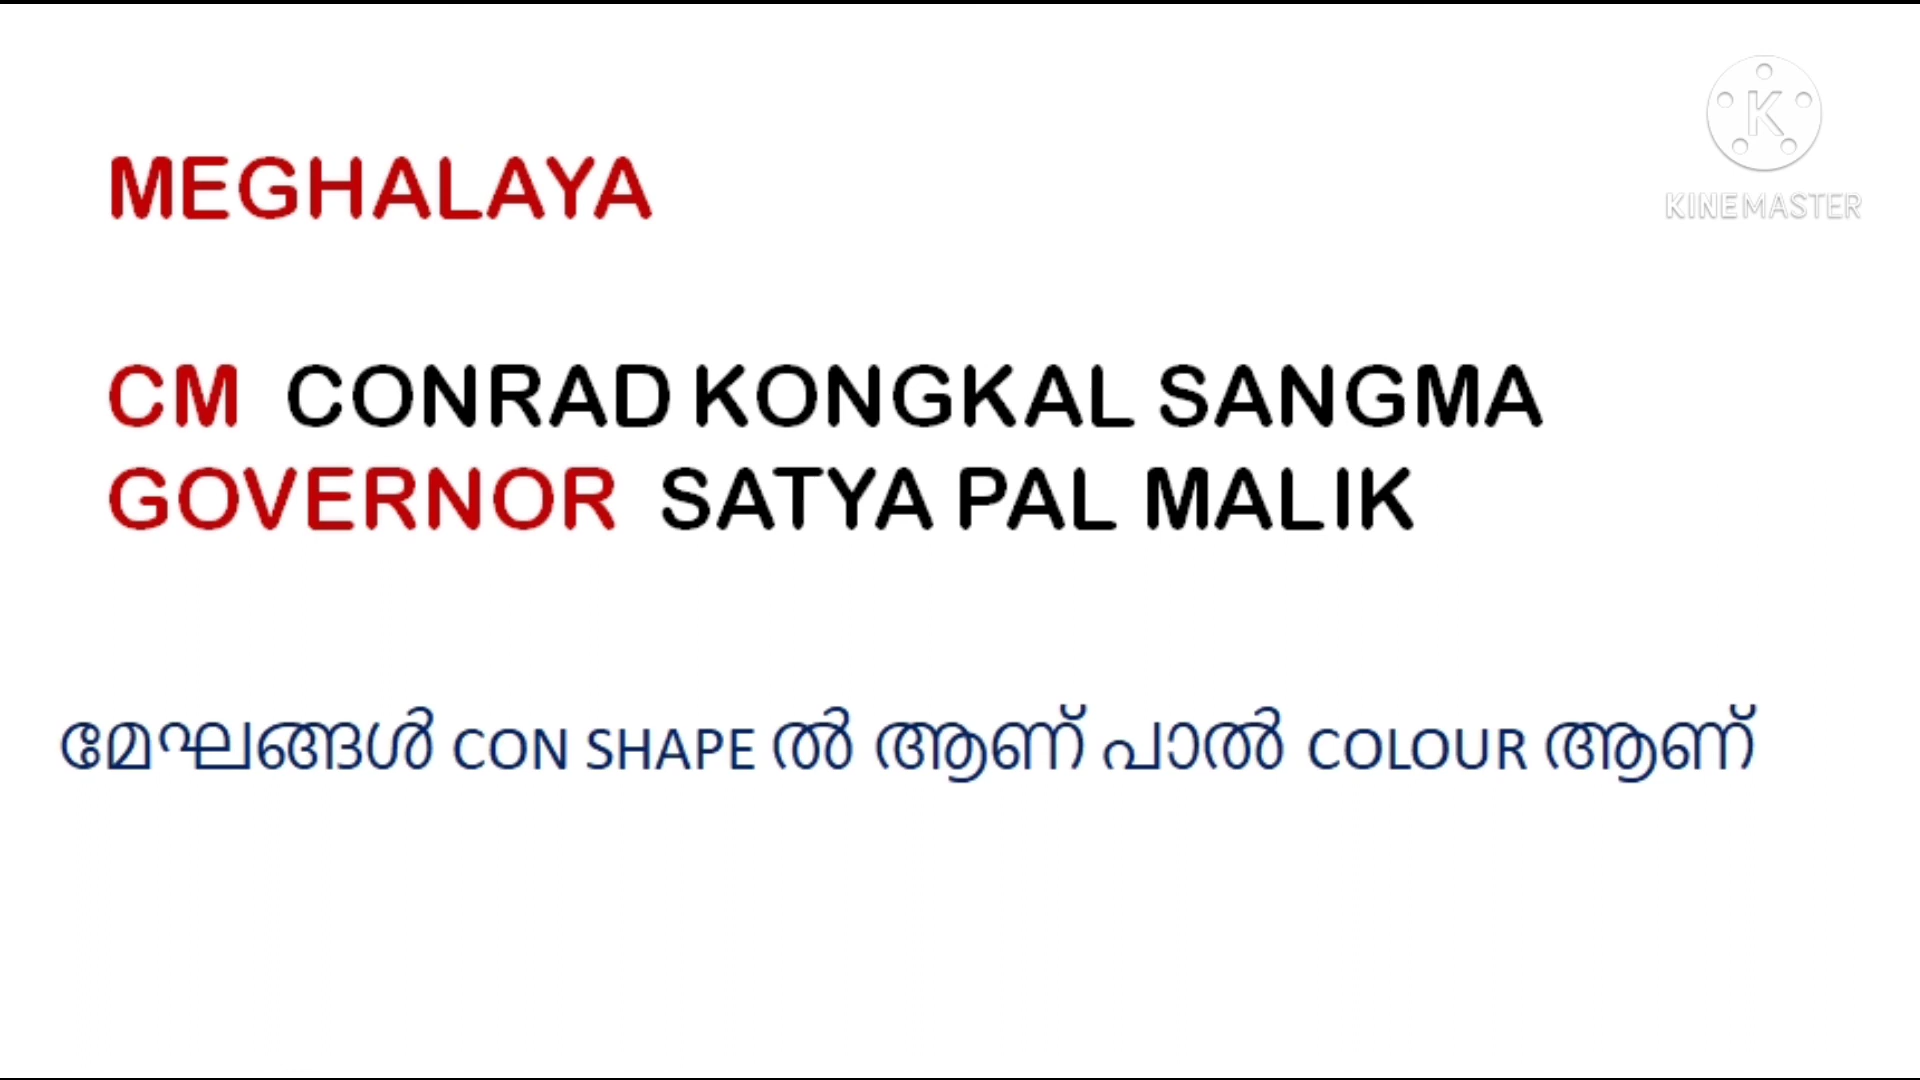 KINEMASTER
MEGHALAYA
CM CONRAD KONGKAL SANGMA
GOVERNOR SATYA PAL MALIK
മേഘങ്ങൾ CON SHAPE ൽ ആണ് പാൽ COLOUR ആണ്